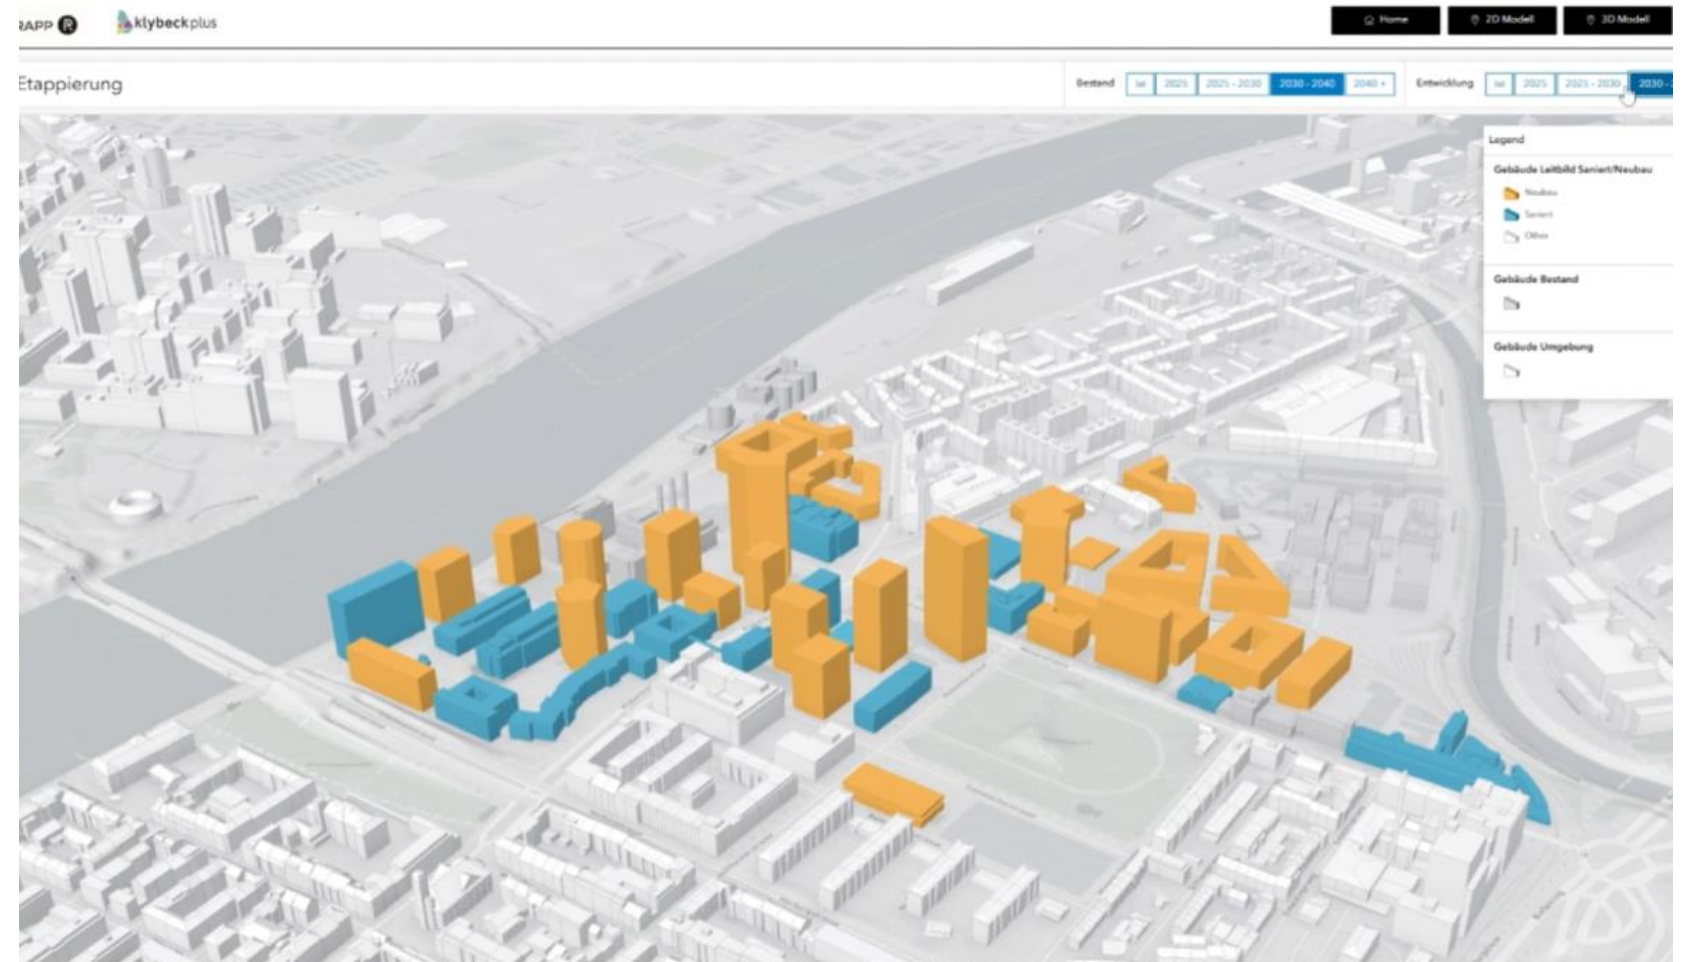 RAPP R klybeckplus Home 2D Modell 3D Modell
Etappierung Bestand Ist 2025 2025 - 2030 2030 - 2040 2040 + Entwicklung Ist 2025 2025 - 2030 2030 -
Legend
Gebäude Leitbild Saniert/Neubau
Neubau
Saniert
Other
Gebäude Bestand
Gebäude Umgebung